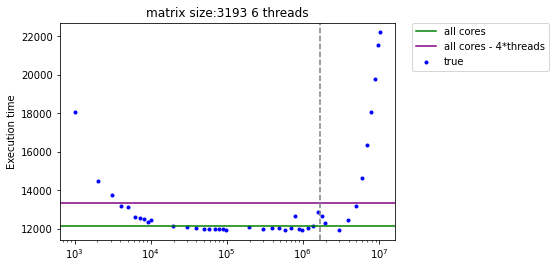 matrix size:3193 6 threads
Execution time
22000
20000
18000
16000
14000
12000
10³
10⁴
10⁵
10⁶
10⁷
all cores
all cores - 4*threads
true